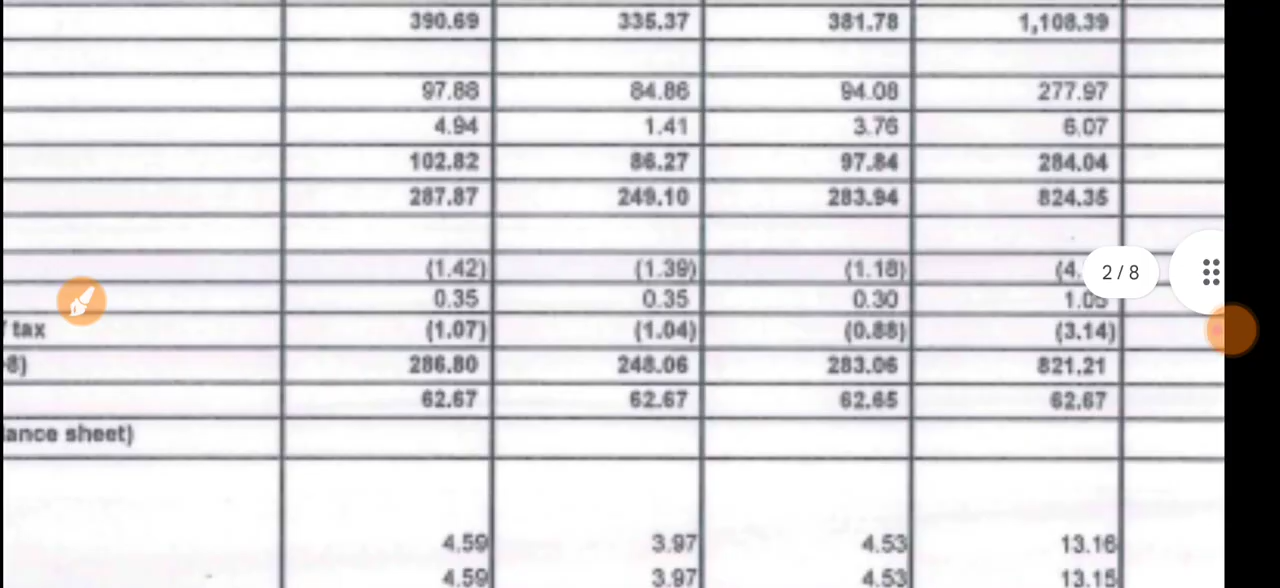 390.69 335.37 381.78 1,108.39
97.88 84.86 94.08 277.97
4.94 1.41 3.76 6.07
102.82 86.27 97.84 284.04
287.87 249.10 283.94 824.35
(1.42) (1.39) (1.18) (4.
2 / 8
0.35 0.35 0.30
tax (1.07) (1.04) (0.88) (3.14)
8) 286.80 248.06 283.06 821.21
62.67 62.67 62.65 62.67
lance sheet)
4.59 3.97 4.53 13.16
4.59 3.97 4.53 13.15